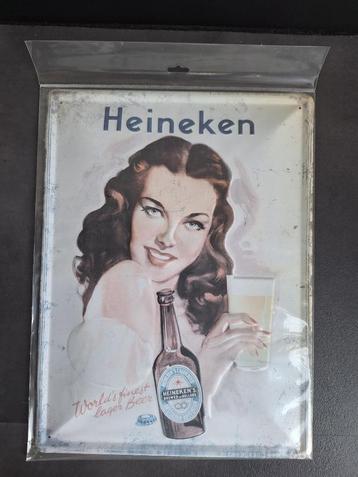 Heineken
World's finest
lager Beer
HEINEKEN'S